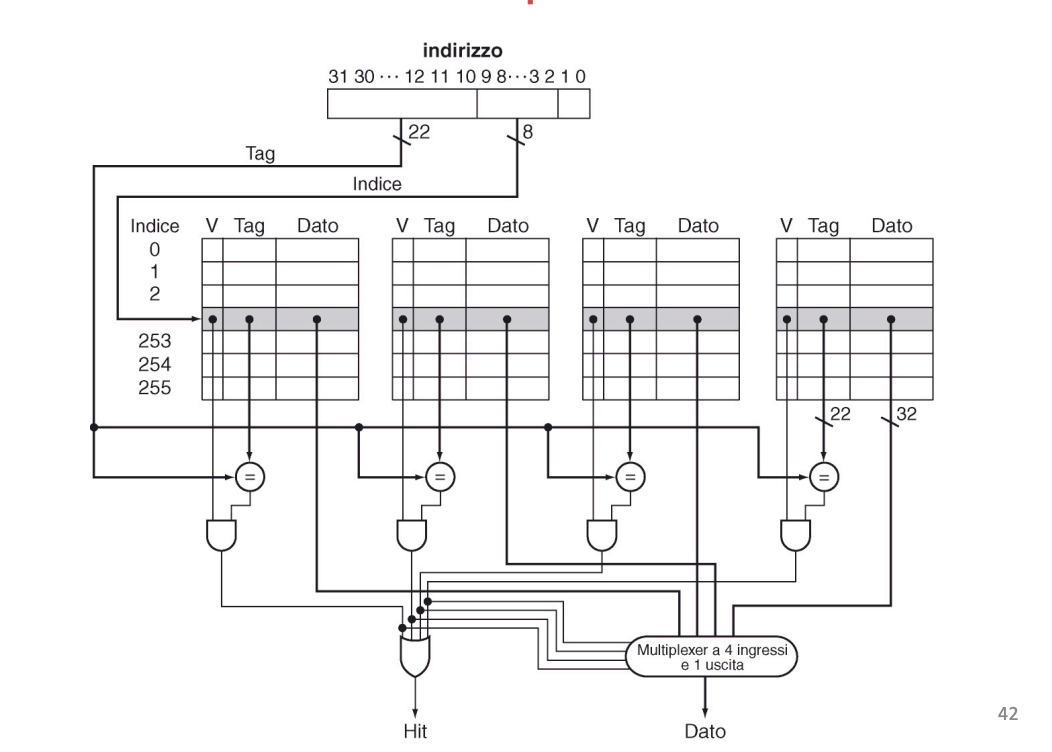 indirizzo
31 30 ··· 12 11 10 9 8···3 2 1 0
22
8
Tag
Indice
Indice V Tag Dato V Tag Dato V Tag Dato V Tag Dato
0
1
2
253
254
255
22
32
= = = =
Multiplexer a 4 ingressi
e 1 uscita
Hit
Dato
42